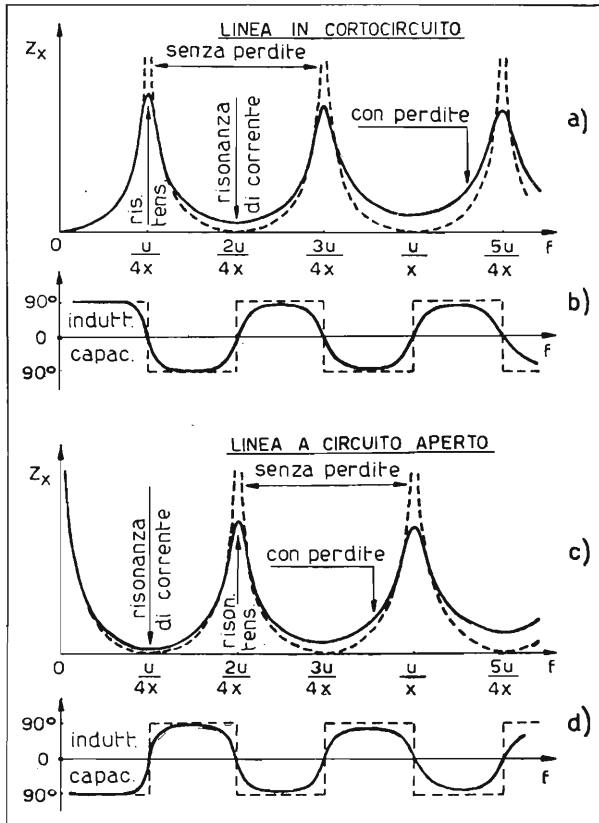 LINEA IN CORTOCIRCUITO
Zx
senza perdite
a)
risonanza
di corrente
con perdite
ris.
tens.
0
u/4x
2u/4x
3u/4x
u/x
5u/4x
f
90°
indutt.
0
capac.
90°
f
b)
LINEA A CIRCUITO APERTO
Zx
senza perdite
risonanza
di corrente
con perdite
c)
rison.
tens.
0
u/4x
2u/4x
3u/4x
u/x
5u/4x
f
90°
indutt.
0
capac.
90°
f
d)